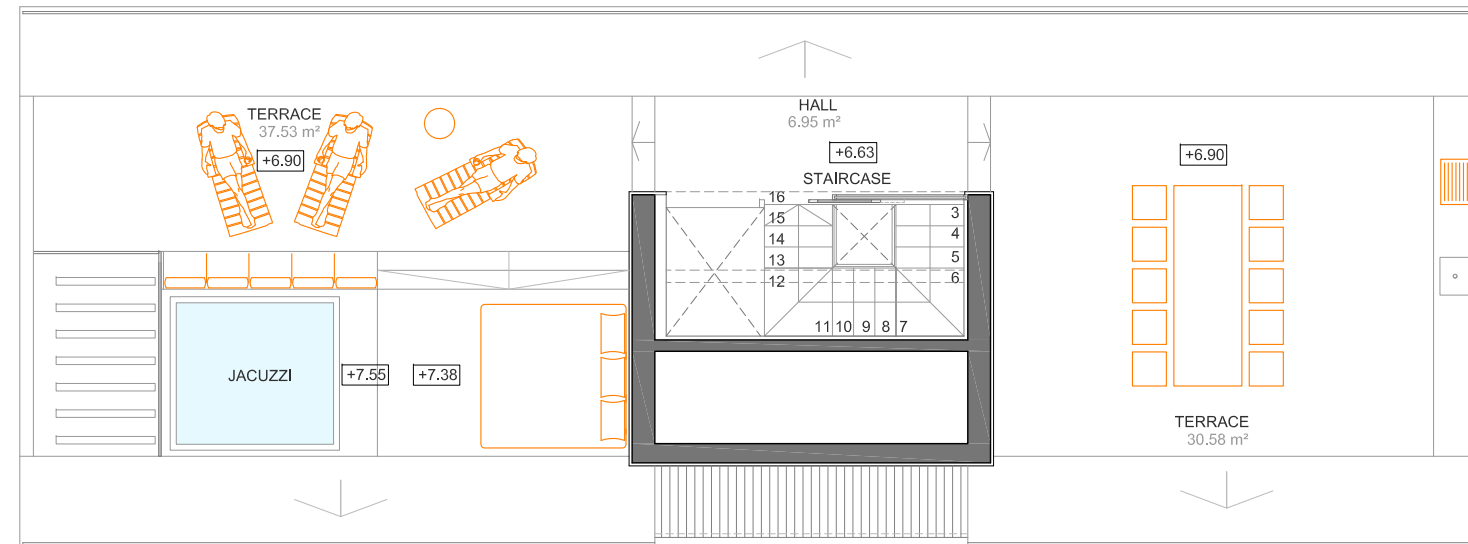 TERRACE
37.53 m²
+6.90
HALL
6.95 m²
+6.63
STAIRCASE
+6.90
16
15
14
13
12
11 10 9 8 7
3
4
5
6
JACUZZI
+7.55
+7.38
TERRACE
30.58 m²